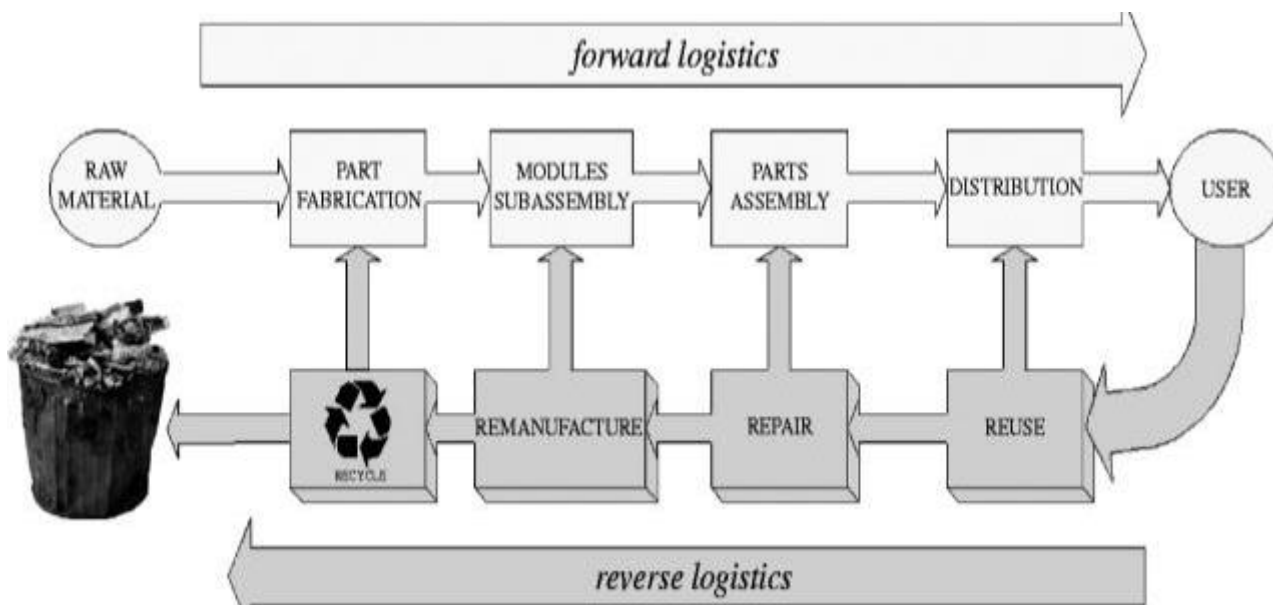 forward logistics
RAW
MATERIAL
PART
FABRICATION
MODULES
SUBASSEMBLY
PARTS
ASSEMBLY
DISTRIBUTION
USER
RECYCLE
REMANUFACTURE
REPAIR
REUSE
reverse logistics